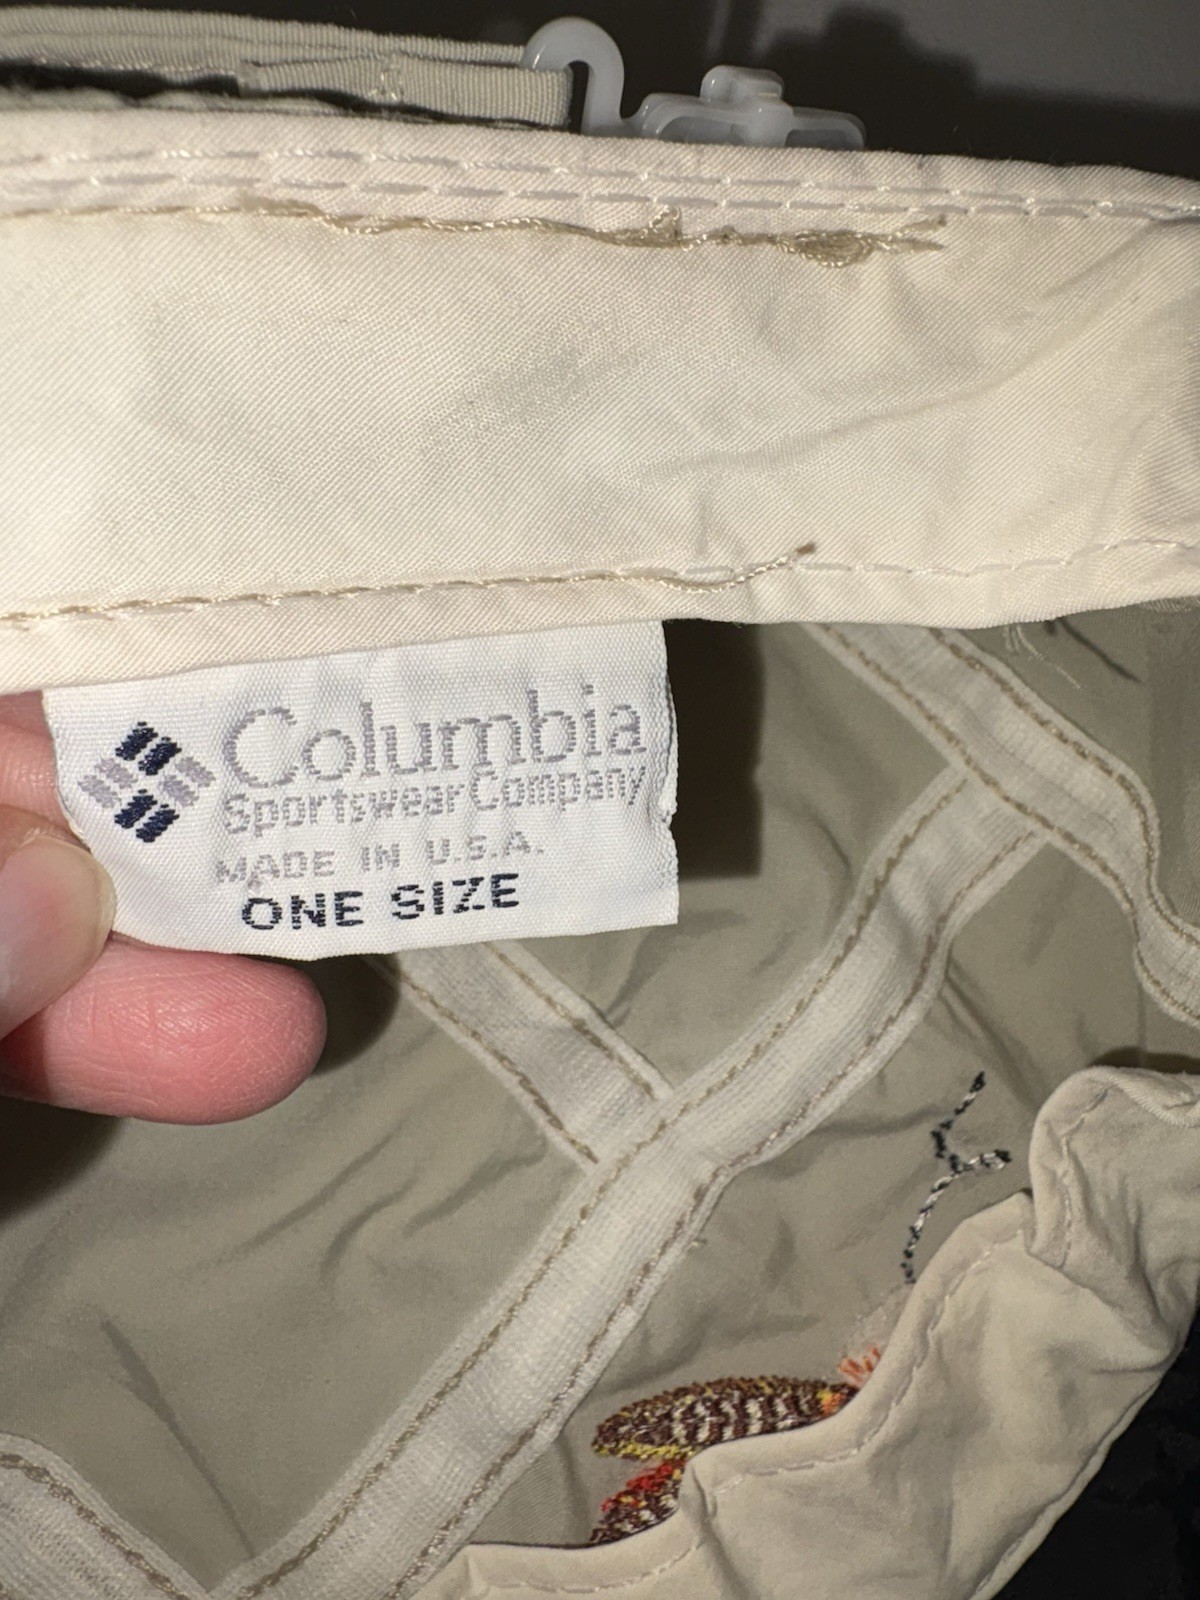 Columbia
Sportswear Company
MADE IN U.S.A.
ONE SIZE